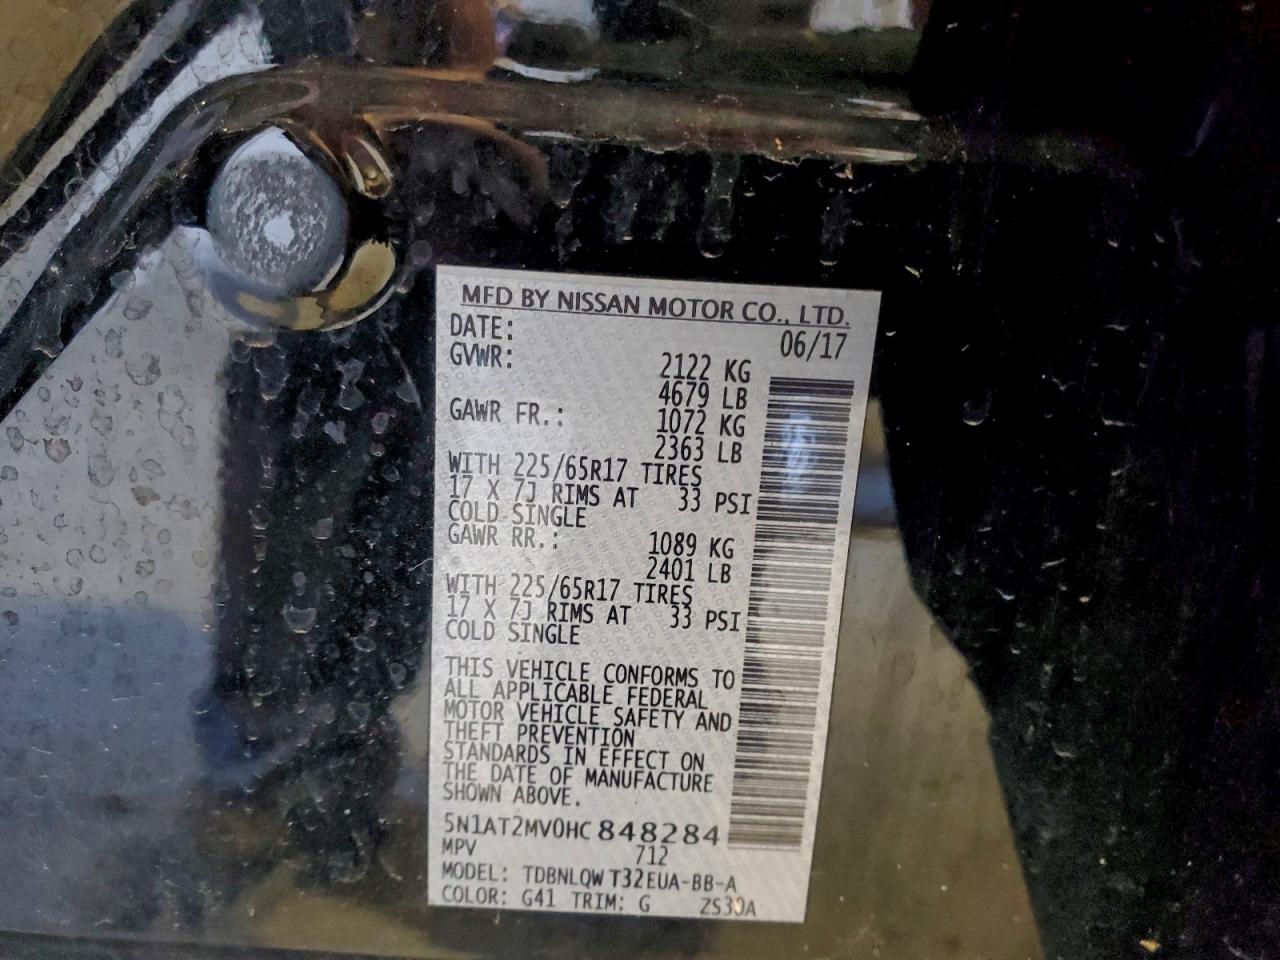 MFD BY NISSAN MOTOR CO., LTD.
DATE: 06/17
GVWR: 2122 KG
4679 LB
GAWR FR.: 1072 KG
2363 LB
WITH 225/65R17 TIRES
17 X 7J RIMS AT 33 PSI
COLD SINGLE
GAWR RR.: 1089 KG
2401 LB
WITH 225/65R17 TIRES
17 X 7J RIMS AT 33 PSI
COLD SINGLE
THIS VEHICLE CONFORMS TO
ALL APPLICABLE FEDERAL
MOTOR VEHICLE SAFETY AND
THEFT PREVENTION
STANDARDS IN EFFECT ON
THE DATE OF MANUFACTURE
SHOWN ABOVE.
5N1AT2MV0HC848284
MPV 712
MODEL: TDBNLQWT32EUA-BB-A
COLOR: G41 TRIM: G ZS30A